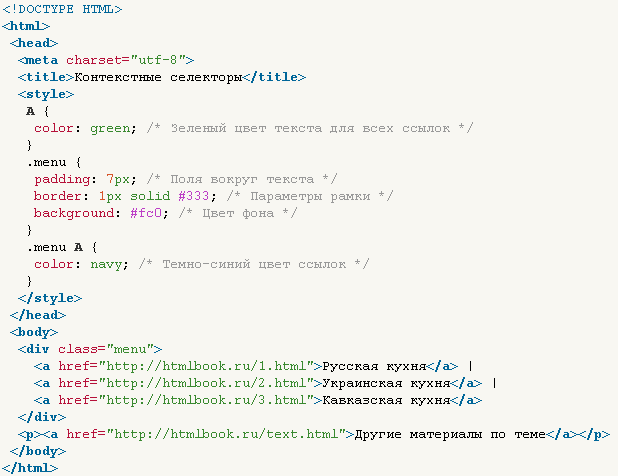 <!DOCTYPE HTML>
<html>
<head>
<meta charset="utf-8">
<title>Контекстные селекторы</title>
<style>
A {
color: green; /* Зеленый цвет текста для всех ссылок */
}
.menu {
padding: 7px; /* Поля вокруг текста */
border: 1px solid #333; /* Параметры рамки */
background: #fc0; /* Цвет фона */
}
.menu A {
color: navy; /* Темно-синий цвет ссылок */
}
</style>
</head>
<body>
<div class="menu">
<a href="http://htmlbook.ru/1.html">Русская кухня</a> |
<a href="http://htmlbook.ru/2.html">Украинская кухня</a> |
<a href="http://htmlbook.ru/3.html">Кавказская кухня</a>
</div>
<p><a href="http://htmlbook.ru/text.html">Другие материалы по теме</a></p>
</body>
</html>